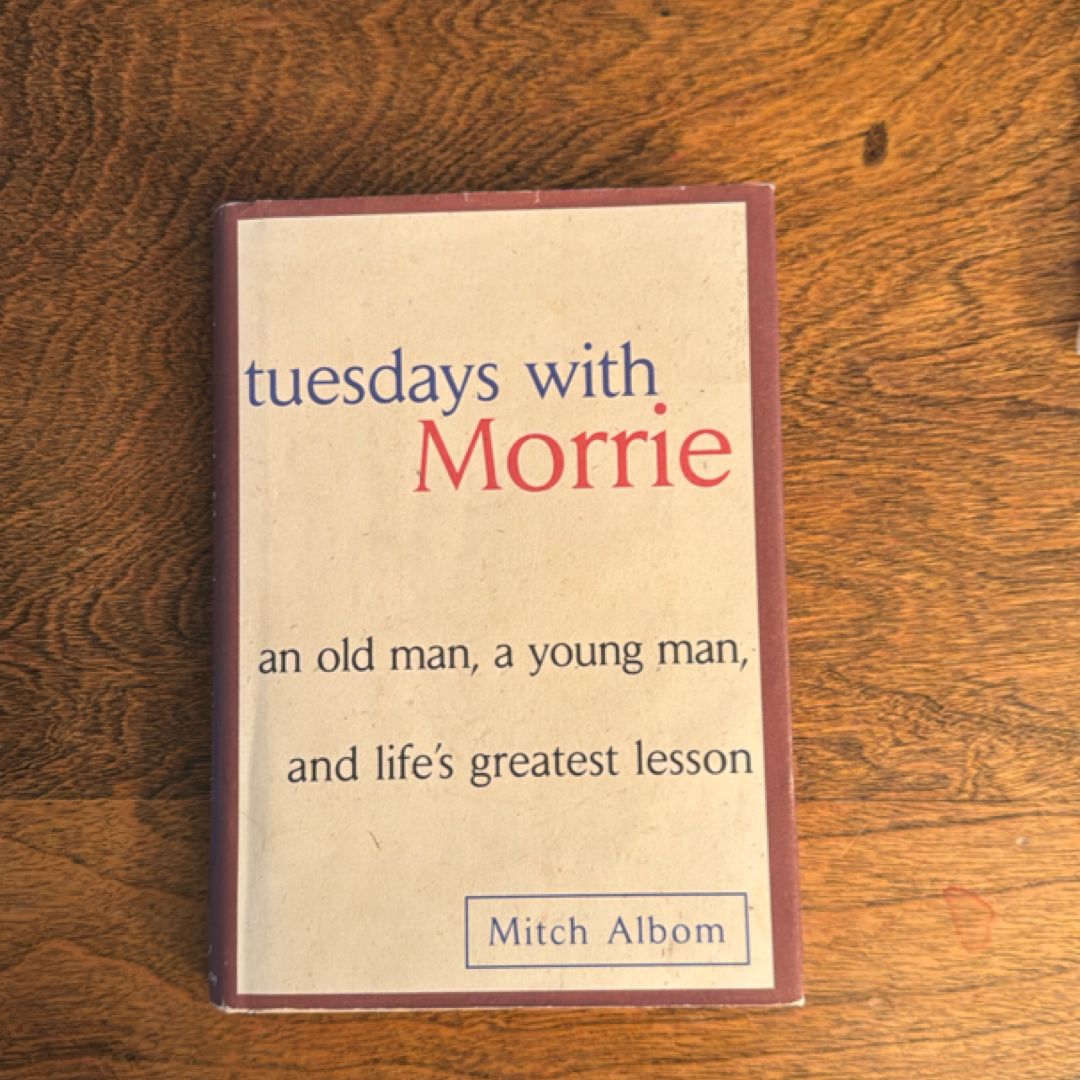 tuesdays with
Morrie
an old man, a young man,
and life's greatest lesson
Mitch Albom